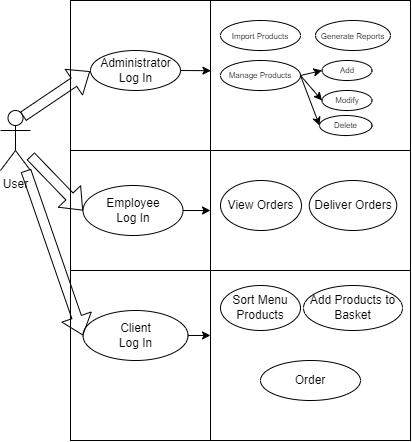 User
Administrator
Log In
Import Products
Generate Reports
Manage Products
Add
Modify
Delete
Employee
Log In
View Orders
Deliver Orders
Client
Log In
Sort Menu
Products
Add Products to
Basket
Order